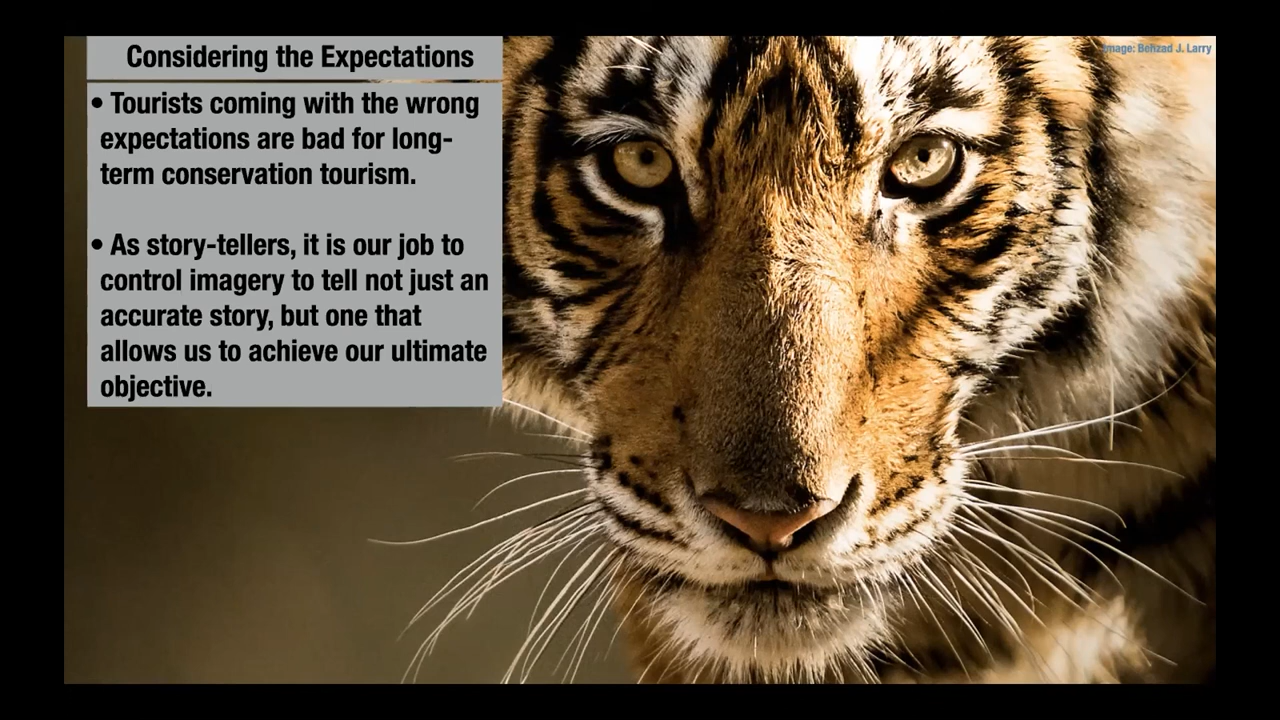 Considering the Expectations
Image: Behzad J. Larry
• Tourists coming with the wrong
expectations are bad for long-
term conservation tourism.
• As story-tellers, it is our job to
control imagery to tell not just an
accurate story, but one that
allows us to achieve our ultimate
objective.